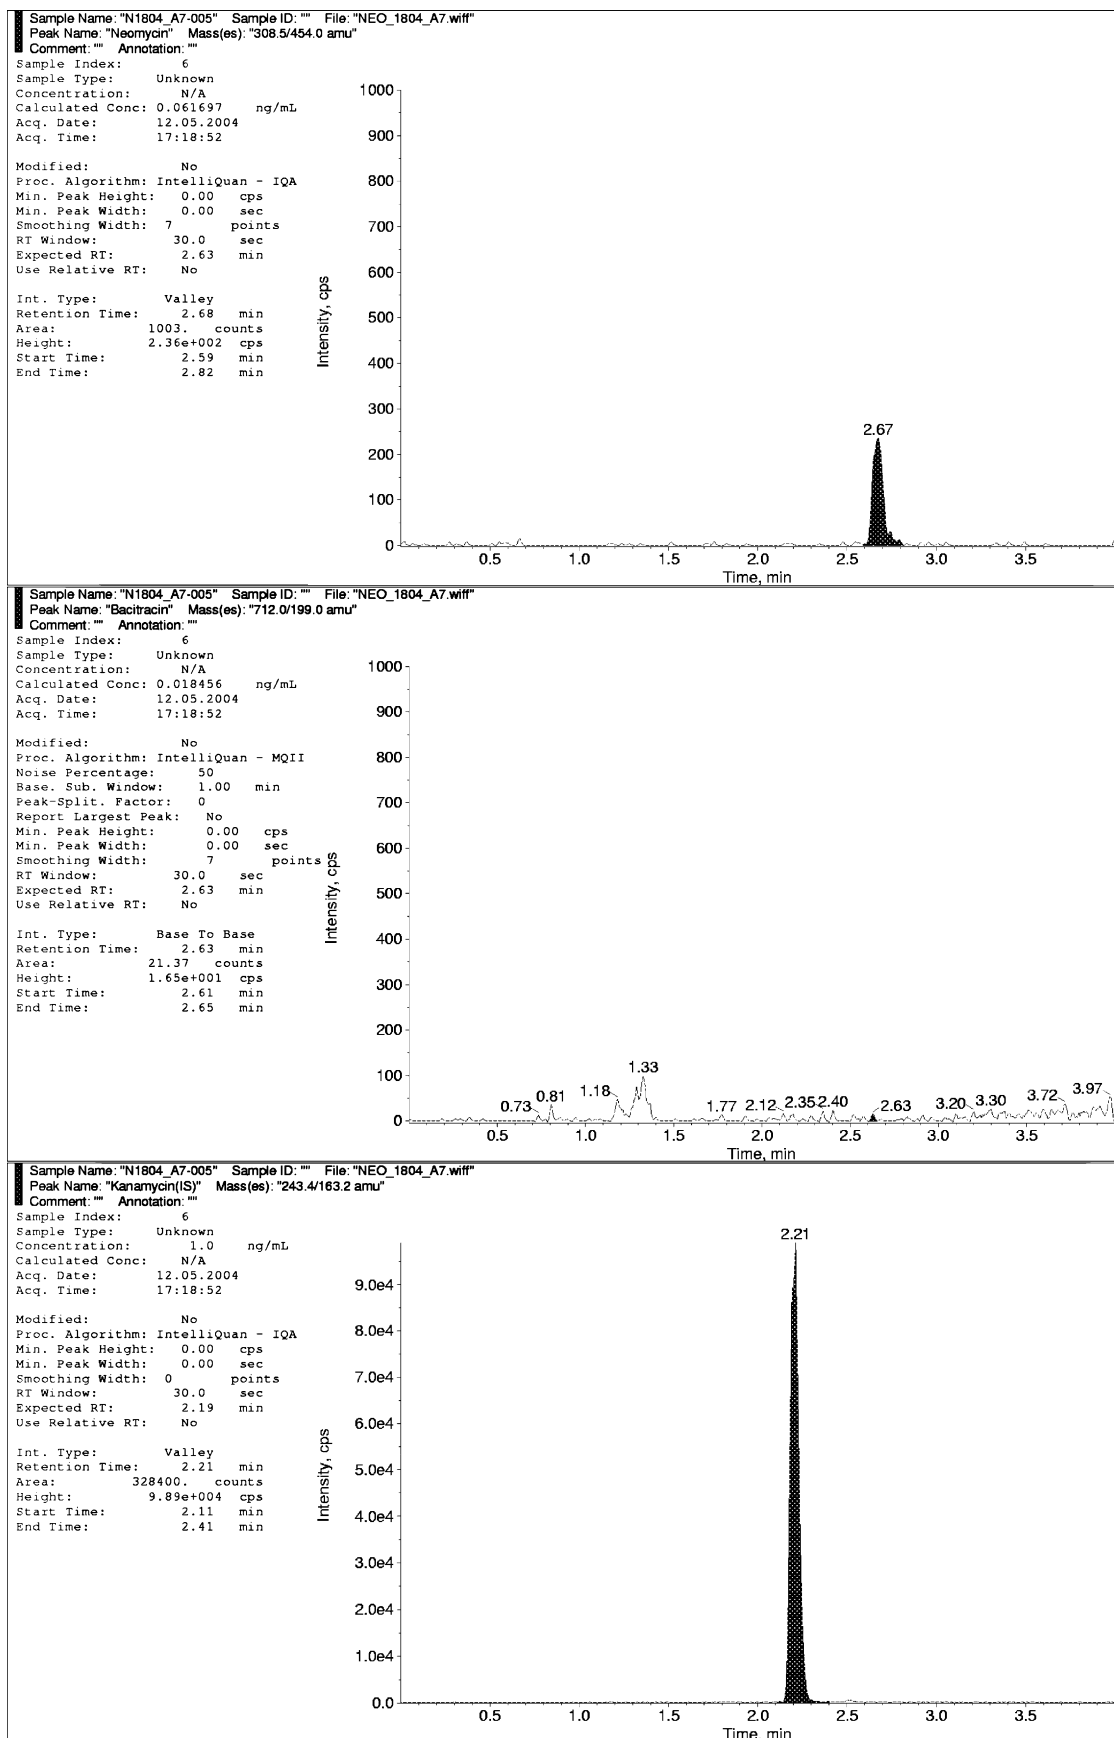 Sample Name: "N1804_A7-005" Sample ID: "" File: "NEO_1804_A7.wiff"
Peak Name: "Neomycin" Mass(es): "308.5/454.0 amu"
Comment: "" Annotation: ""
Sample Index: 6
Sample Type: Unknown
Concentration: N/A
Calculated Conc: 0.061697 ng/mL
Acq. Date: 12.05.2004
Acq. Time: 17:18:52
Modified: No
Proc. Algorithm: IntelliQuan - IQA
Min. Peak Height: 0.00 cps
Min. Peak Width: 0.00 sec
Smoothing Width: 7 points
RT Window: 30.0 sec
Expected RT: 2.63 min
Use Relative RT: No
Int. Type: Valley
Retention Time: 2.68 min
Area: 1003. counts
Height: 2.36e+002 cps
Start Time: 2.59 min
End Time: 2.82 min
Intensity, cps
1000
900
800
700
600
500
400
300
200
100
0
2.67
0.5 1.0 1.5 2.0 2.5 3.0 3.5
Time, min
Sample Name: "N1804_A7-005" Sample ID: "" File: "NEO_1804_A7.wiff"
Peak Name: "Bacitracin" Mass(es): "712.0/199.0 amu"
Comment: "" Annotation: ""
Sample Index: 6
Sample Type: Unknown
Concentration: N/A
Calculated Conc: 0.018456 ng/mL
Acq. Date: 12.05.2004
Acq. Time: 17:18:52
Modified: No
Proc. Algorithm: IntelliQuan - MQII
Noise Percentage: 50
Base. Sub. Window: 1.00 min
Peak-Split. Factor: 0
Report Largest Peak: No
Min. Peak Height: 0.00 cps
Min. Peak Width: 0.00 sec
Smoothing Width: 7 points
RT Window: 30.0 sec
Expected RT: 2.63 min
Use Relative RT: No
Int. Type: Base To Base
Retention Time: 2.63 min
Area: 21.37 counts
Height: 1.65e+001 cps
Start Time: 2.61 min
End Time: 2.65 min
Intensity, cps
1000
900
800
700
600
500
400
300
200
100
0
0.73 0.81 1.18 1.33 1.77 2.12 2.35 2.40 2.63 3.20 3.30 3.72 3.97
0.5 1.0 1.5 2.0 2.5 3.0 3.5
Time, min
Sample Name: "N1804_A7-005" Sample ID: "" File: "NEO_1804_A7.wiff"
Peak Name: "Kanamycin(IS)" Mass(es): "243.4/163.2 amu"
Comment: "" Annotation: ""
Sample Index: 6
Sample Type: Unknown
Concentration: 1.0 ng/mL
Calculated Conc: N/A
Acq. Date: 12.05.2004
Acq. Time: 17:18:52
Modified: No
Proc. Algorithm: IntelliQuan - IQA
Min. Peak Height: 0.00 cps
Min. Peak Width: 0.00 sec
Smoothing Width: 0 points
RT Window: 30.0 sec
Expected RT: 2.19 min
Use Relative RT: No
Int. Type: Valley
Retention Time: 2.21 min
Area: 328400. counts
Height: 9.89e+004 cps
Start Time: 2.11 min
End Time: 2.41 min
Intensity, cps
2.21
9.0e4
8.0e4
7.0e4
6.0e4
5.0e4
4.0e4
3.0e4
2.0e4
1.0e4
0.0
0.5 1.0 1.5 2.0 2.5 3.0 3.5
Time, min